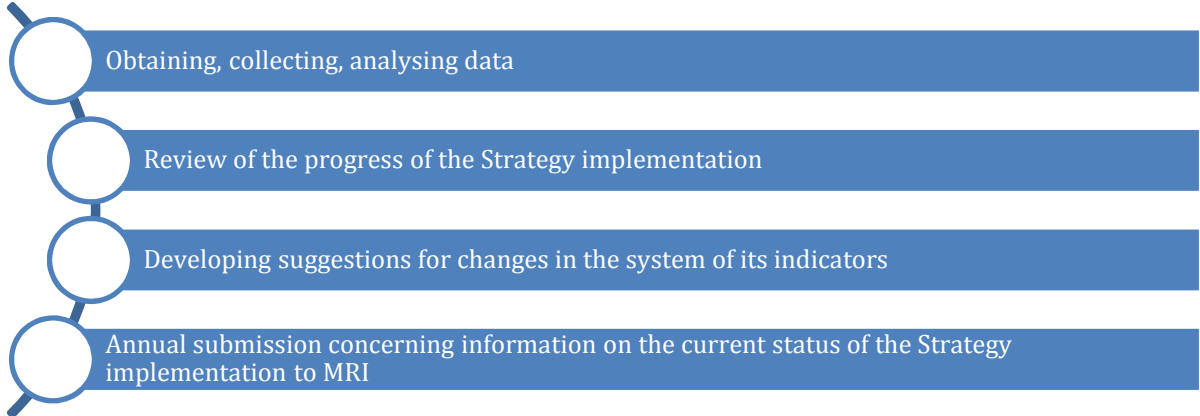 Obtaining, collecting, analysing data
Review of the progress of the Strategy implementation
Developing suggestions for changes in the system of its indicators
Annual submission concerning information on the current status of the Strategy
implementation to MRI